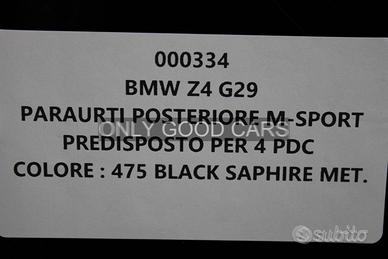 000334
BMW Z4 G29
PARAURTI POSTERIORE M-SPORT
ONLY GOOD CARS
PREDISPOSTO PER 4 PDC
COLORE : 475 BLACK SAPHIRE MET.
subito